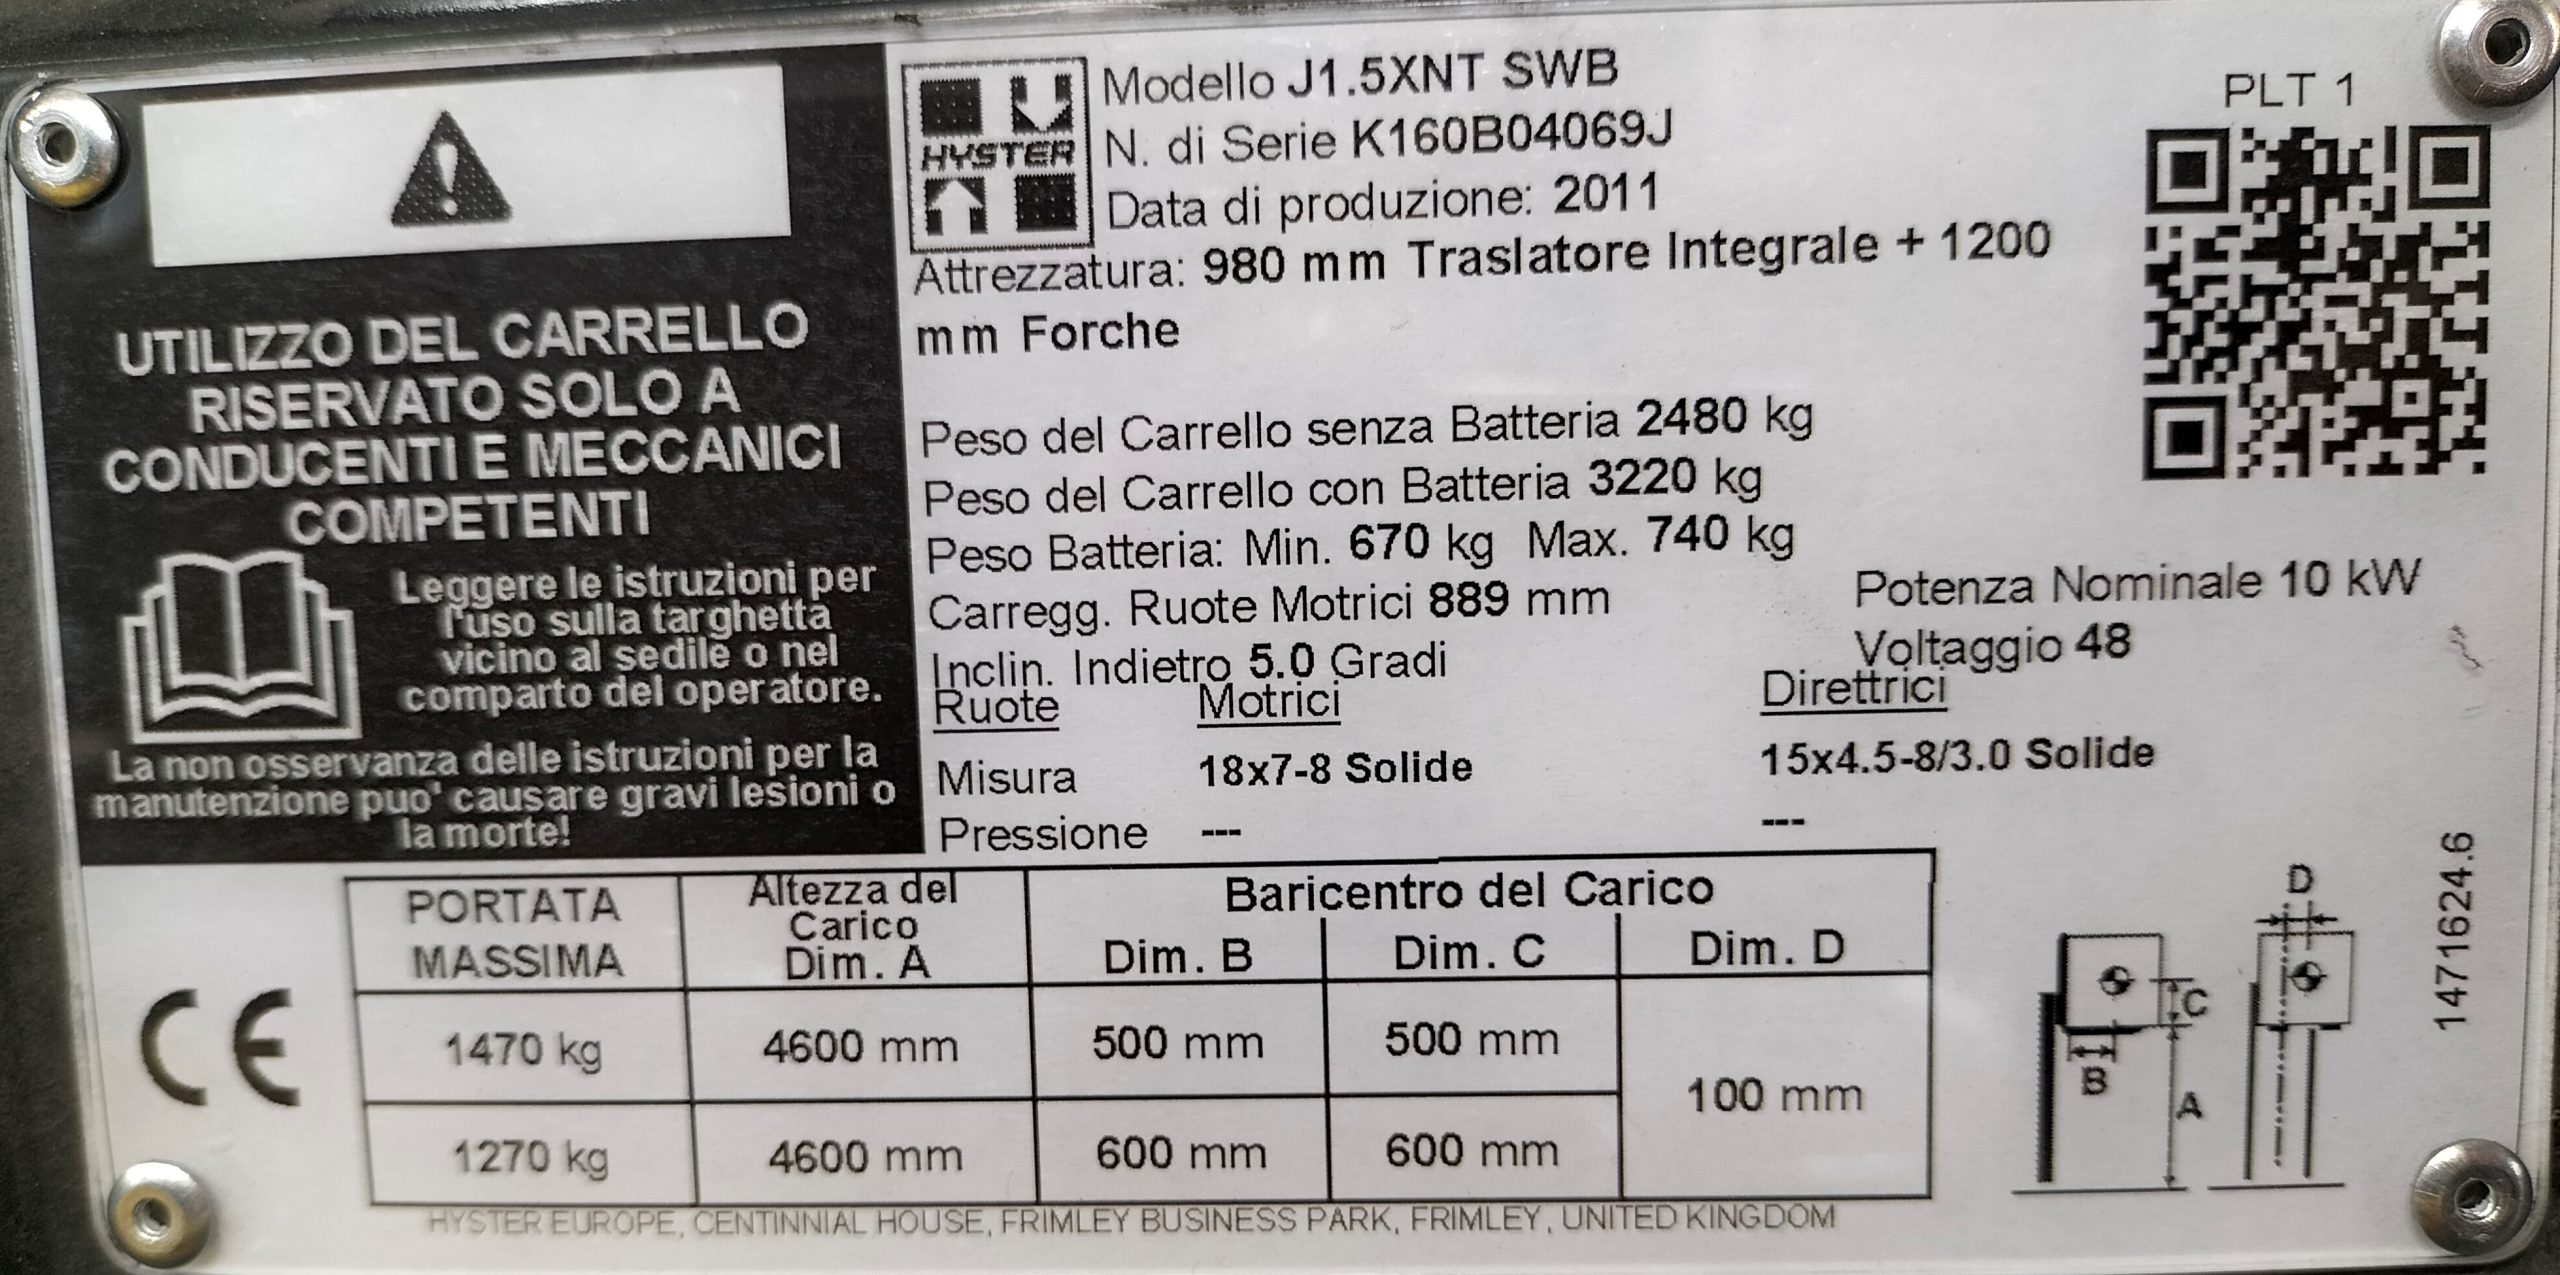 UTILIZZO DEL CARRELLO
RISERVATO SOLO A
CONDUCENTI E MECCANICI
COMPETENTI
Leggere le istruzioni per
l'uso sulla targhetta
vicino al sedile o nel
comparto del operatore.
La non osservanza delle istruzioni per la
manutenzione puo' causare gravi lesioni o
la morte!
HYSTER
Modello J1.5XNT SWB
N. di Serie K160B04069J
Data di produzione: 2011
Attrezzatura: 980 mm Traslatore Integrale + 1200
mm Forche
PLT 1
Peso del Carrello senza Batteria 2480 kg
Peso del Carrello con Batteria 3220 kg
Peso Batteria: Min. 670 kg Max. 740 kg
Carregg. Ruote Motrici 889 mm
Potenza Nominale 10 kW
Inclin. Indietro 5.0 Gradi
Voltaggio 48
Ruote Motrici Direttrici
Misura 18x7-8 Solide 15x4.5-8/3.0 Solide
Pressione --- ---
CE
PORTATA
MASSIMA
Altezza del
Carico
Dim. A
Baricentro del Carico
Dim. B Dim. C Dim. D
1470 kg 4600 mm 500 mm 500 mm
100 mm
1270 kg 4600 mm 600 mm 600 mm
D
C
B
A
1471624.6
HYSTER EUROPE, CENTINNIAL HOUSE, FRIMLEY BUSINESS PARK, FRIMLEY, UNITED KINGDOM